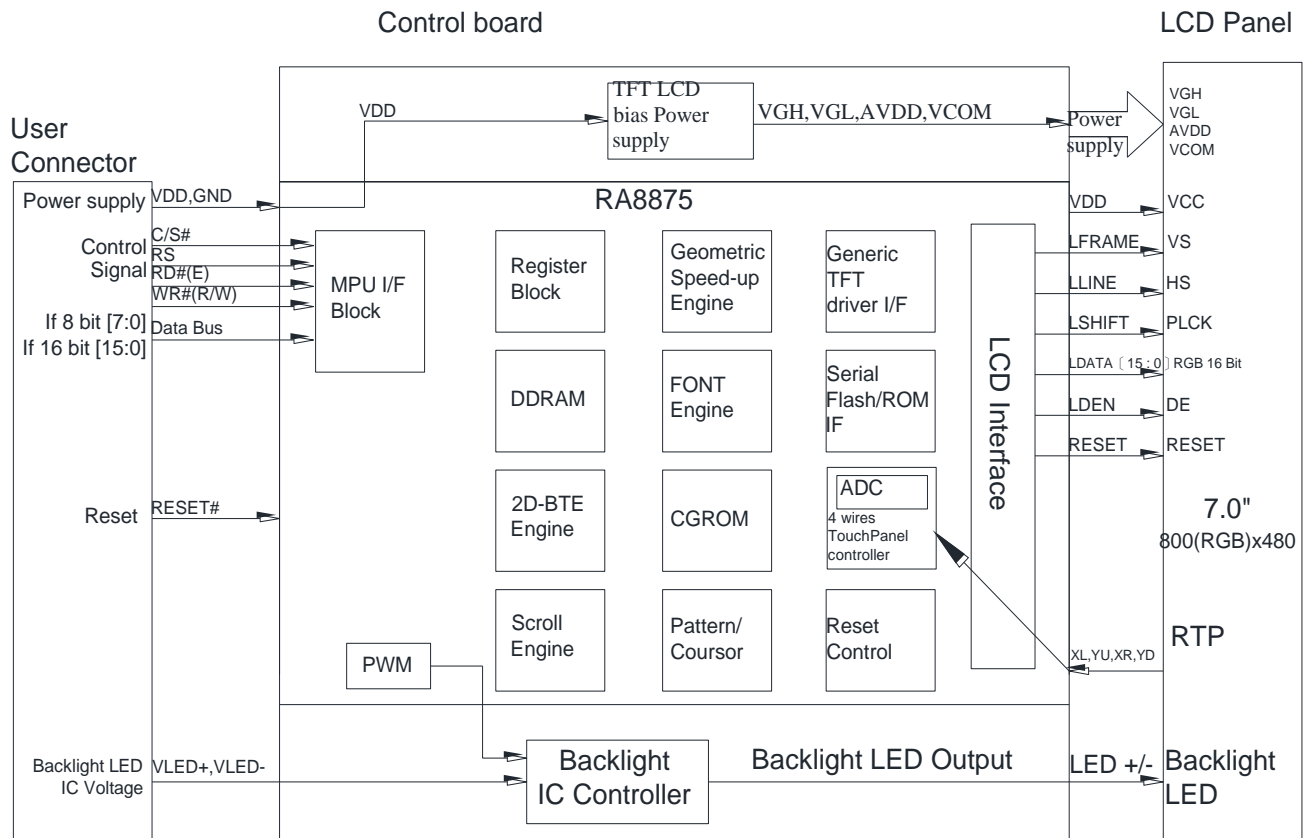 Control board
LCD Panel
User
Connector
TFT LCD
bias Power
supply
VDD
VGH,VGL,AVDD,VCOM
Power
supply
VGH
VGL
AVDD
VCOM
Power supply
VDD,GND
RA8875
VDD
VCC
Control
Signal
C/S#
RS
RD#(E)
WR#(R/W)
If 8 bit [7:0]
If 16 bit [15:0]
Data Bus
MPU I/F
Block
Register
Block
Geometric
Speed-up
Engine
Generic
TFT
driver I/F
DDRAM
FONT
Engine
Serial
Flash/ROM
IF
2D-BTE
Engine
CGROM
ADC
4 wires
TouchPanel
controller
Scroll
Engine
Pattern/
Coursor
Reset
Control
LCD Interface
LFRAME
VS
LLINE
HS
LSHIFT
PLCK
LDATA〔15:0〕RGB 16 Bit
LDEN
DE
RESET
RESET
Reset
RESET#
7.0"
800(RGB)x480
RTP
XL,YU,XR,YD
PWM
Backlight LED
IC Voltage
VLED+,VLED-
Backlight
IC Controller
Backlight LED Output
LED +/-
Backlight
LED